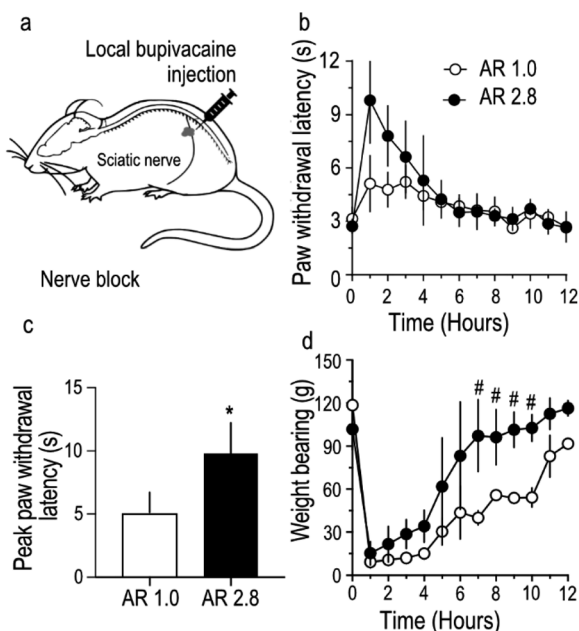 a
Local bupivacaine
injection
Sciatic nerve
Nerve block
b
Paw withdrawal latency (s)
12
9
6
3
0
AR 1.0
AR 2.8
0 2 4 6 8 10 12
Time (Hours)
c
Peak paw withdrawal
latency (s)
15
10
5
0
*
AR 1.0 AR 2.8
d
Weight bearing (g)
150
120
90
60
30
0
# # # #
0 2 4 6 8 10 12
Time (Hours)